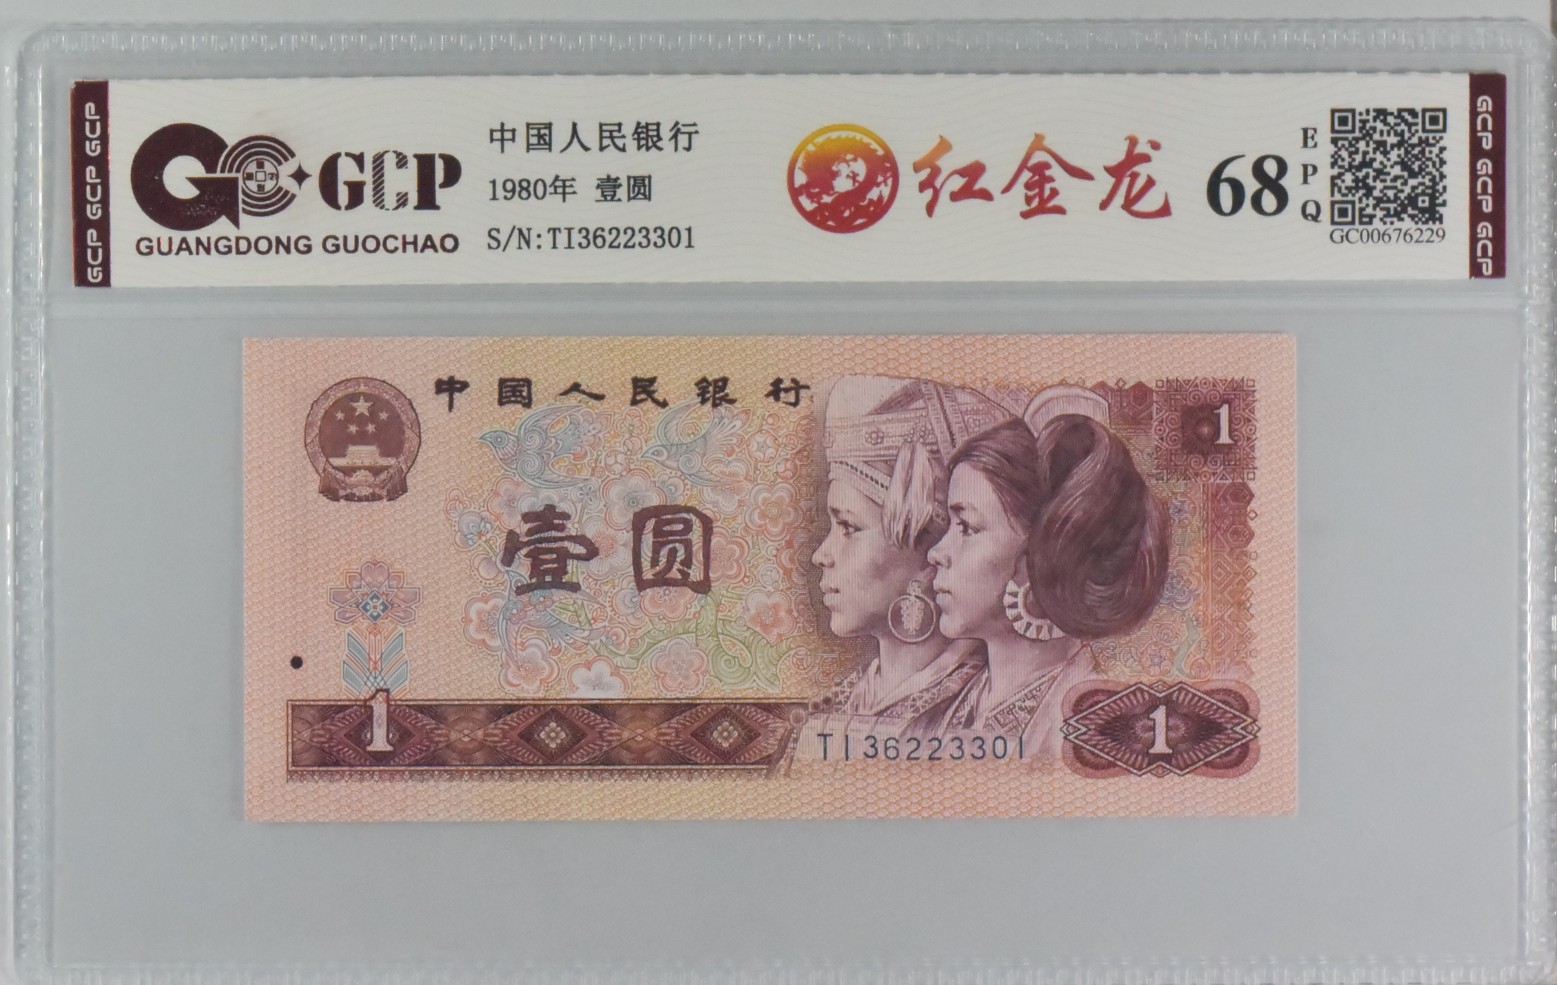 GCP GCP GCP
GCP
GUANGDONG GUOCHAO
中国人民银行
1980年 壹圆
S/N:TI36223301
红金龙
68
EPQ
GC00676229
GCP GCP GCP
中国人民银行
1
壹圆
1
TI36223301
1